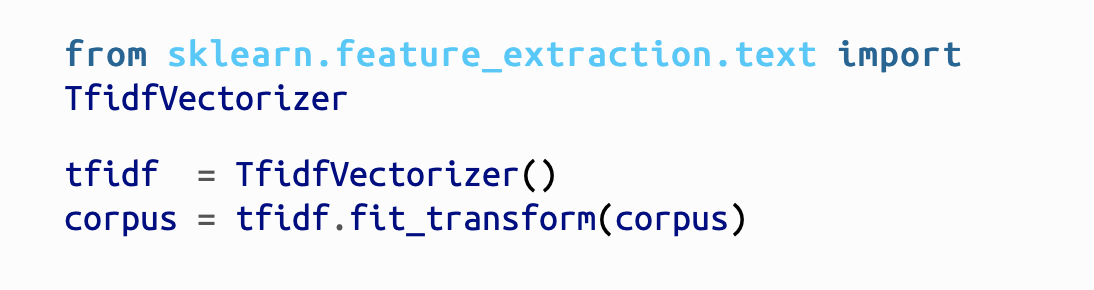 from sklearn.feature_extraction.text import
TfidfVectorizer
tfidf  = TfidfVectorizer()
corpus = tfidf.fit_transform(corpus)